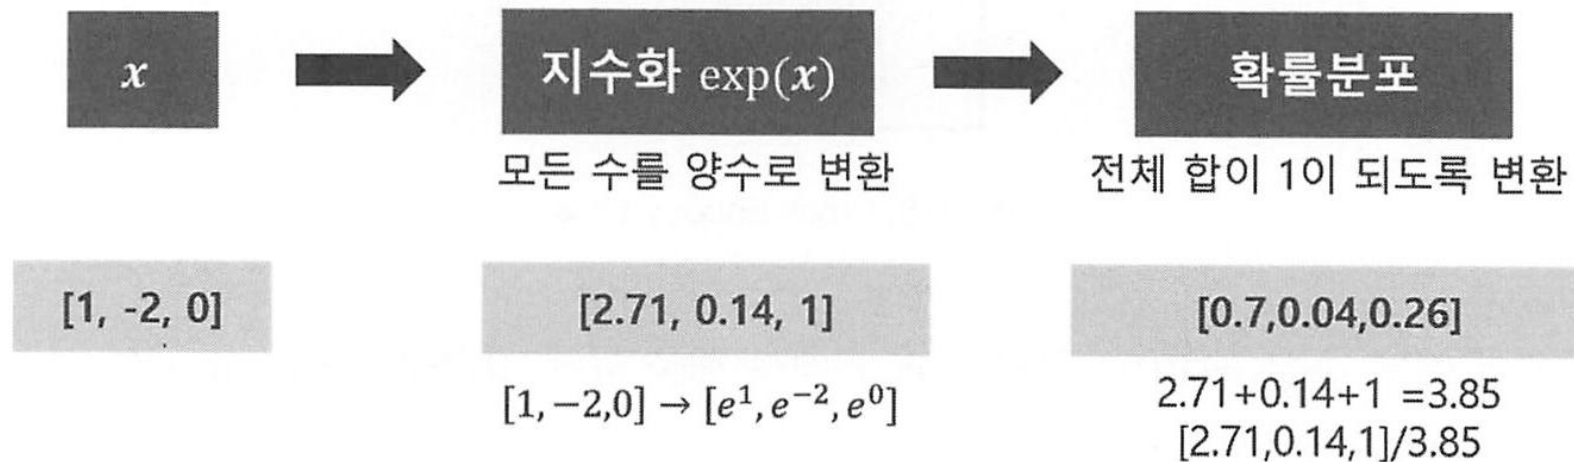 x
지수화 exp(x)
확률분포
모든 수를 양수로 변환
전체 합이 1이 되도록 변환
[1, -2, 0]
[2.71, 0.14, 1]
[0.7,0.04,0.26]
[1,−2,0] → [e¹, e⁻², e⁰]
2.71+0.14+1 =3.85
[2.71,0.14,1]/3.85